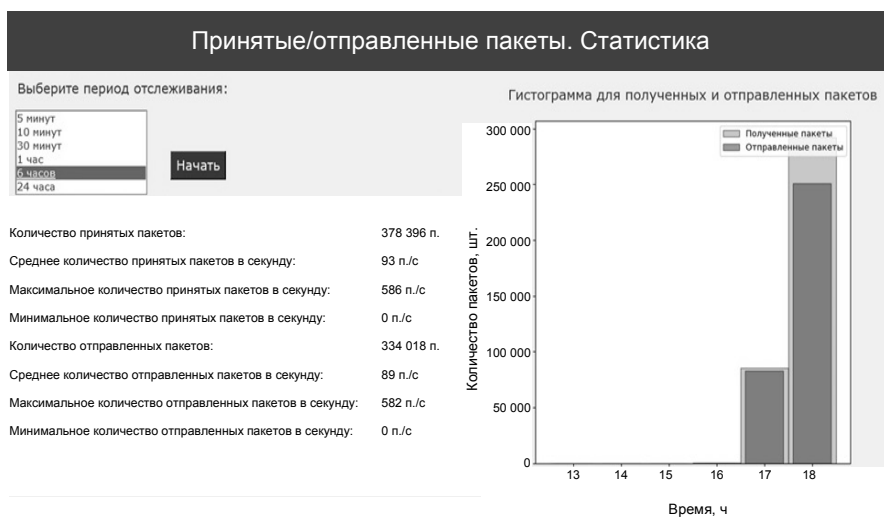 Принятые/отправленные пакеты. Статистика
Выберите период отслеживания:
5 минут
10 минут
30 минут
1 час
6 часов
24 часа
Начать
Количество принятых пакетов: 378 396 п.
Среднее количество принятых пакетов в секунду: 93 п./с
Максимальное количество принятых пакетов в секунду: 586 п./с
Минимальное количество принятых пакетов в секунду: 0 п./с
Количество отправленных пакетов: 334 018 п.
Среднее количество отправленных пакетов в секунду: 89 п./с
Максимальное количество отправленных пакетов в секунду: 582 п./с
Минимальное количество отправленных пакетов в секунду: 0 п./с
Гистограмма для полученных и отправленных пакетов
Полученные пакеты
Отправленные пакеты
Количество пакетов, шт.
300 000
250 000
200 000
150 000
100 000
50 000
0
13 14 15 16 17 18
Время, ч